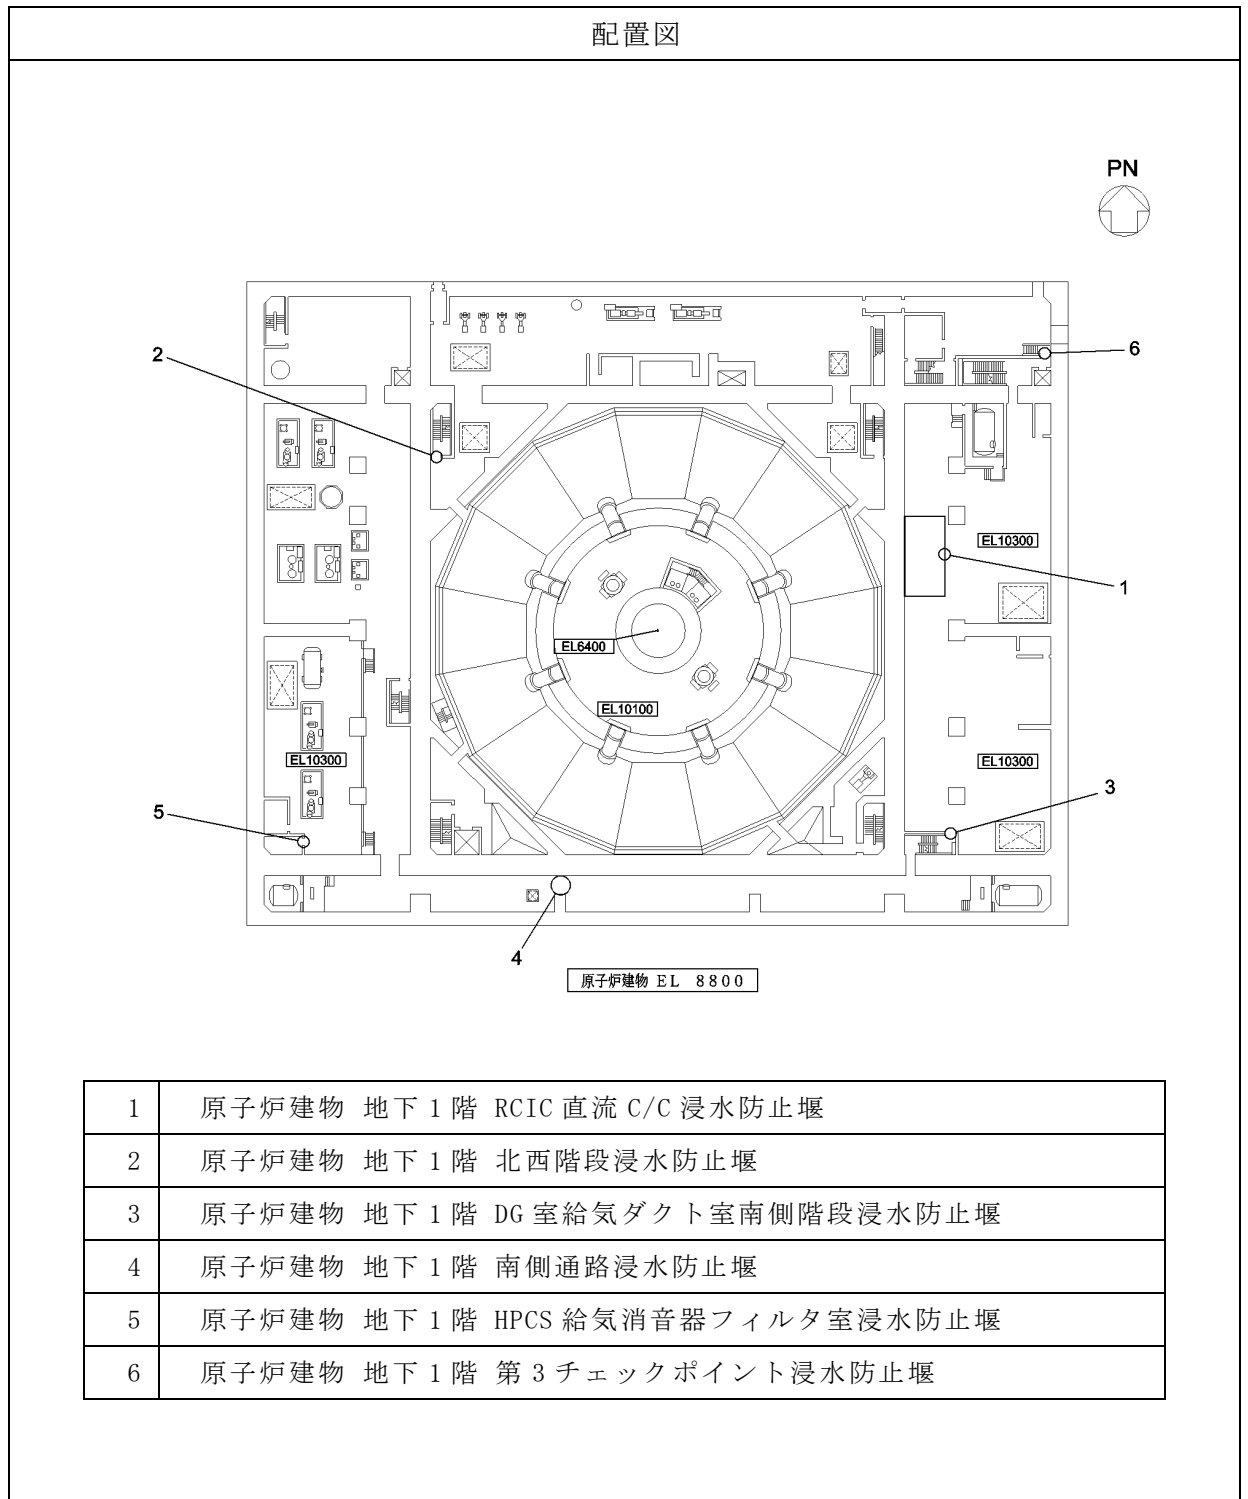 配置図
PN
2
6
EL10300
1
EL6400
EL10100
EL10300
EL10300
3
5
4
原子炉建物 EL 8800
1 原子炉建物 地下1階 RCIC直流C/C浸水防止堰
2 原子炉建物 地下1階 北西階段浸水防止堰
3 原子炉建物 地下1階 DG室給気ダクト室南側階段浸水防止堰
4 原子炉建物 地下1階 南側通路浸水防止堰
5 原子炉建物 地下1階 HPCS給気消音器フィルタ室浸水防止堰
6 原子炉建物 地下1階 第3チェックポイント浸水防止堰